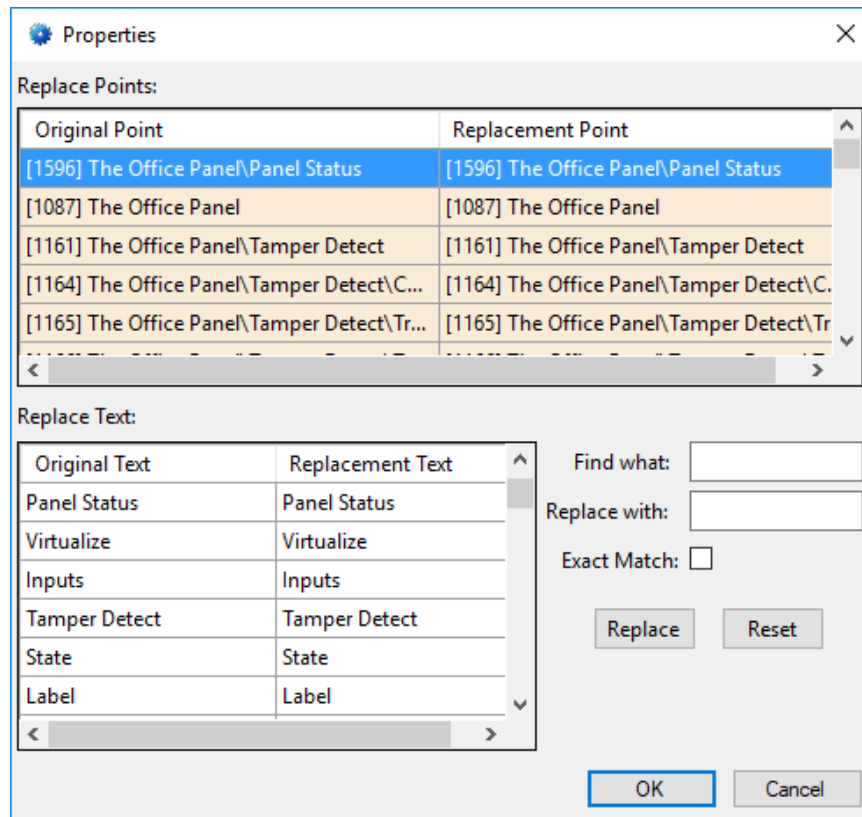 Properties
Replace Points:
Original Point Replacement Point
[1596] The Office Panel\Panel Status [1596] The Office Panel\Panel Status
[1087] The Office Panel [1087] The Office Panel
[1161] The Office Panel\Tamper Detect [1161] The Office Panel\Tamper Detect
[1164] The Office Panel\Tamper Detect\C... [1164] The Office Panel\Tamper Detect\C.
[1165] The Office Panel\Tamper Detect\Tr... [1165] The Office Panel\Tamper Detect\Tr
Replace Text:
Original Text Replacement Text
Panel Status Panel Status
Virtualize Virtualize
Inputs Inputs
Tamper Detect Tamper Detect
State State
Label Label
Find what:
Replace with:
Exact Match:
Replace Reset
OK Cancel